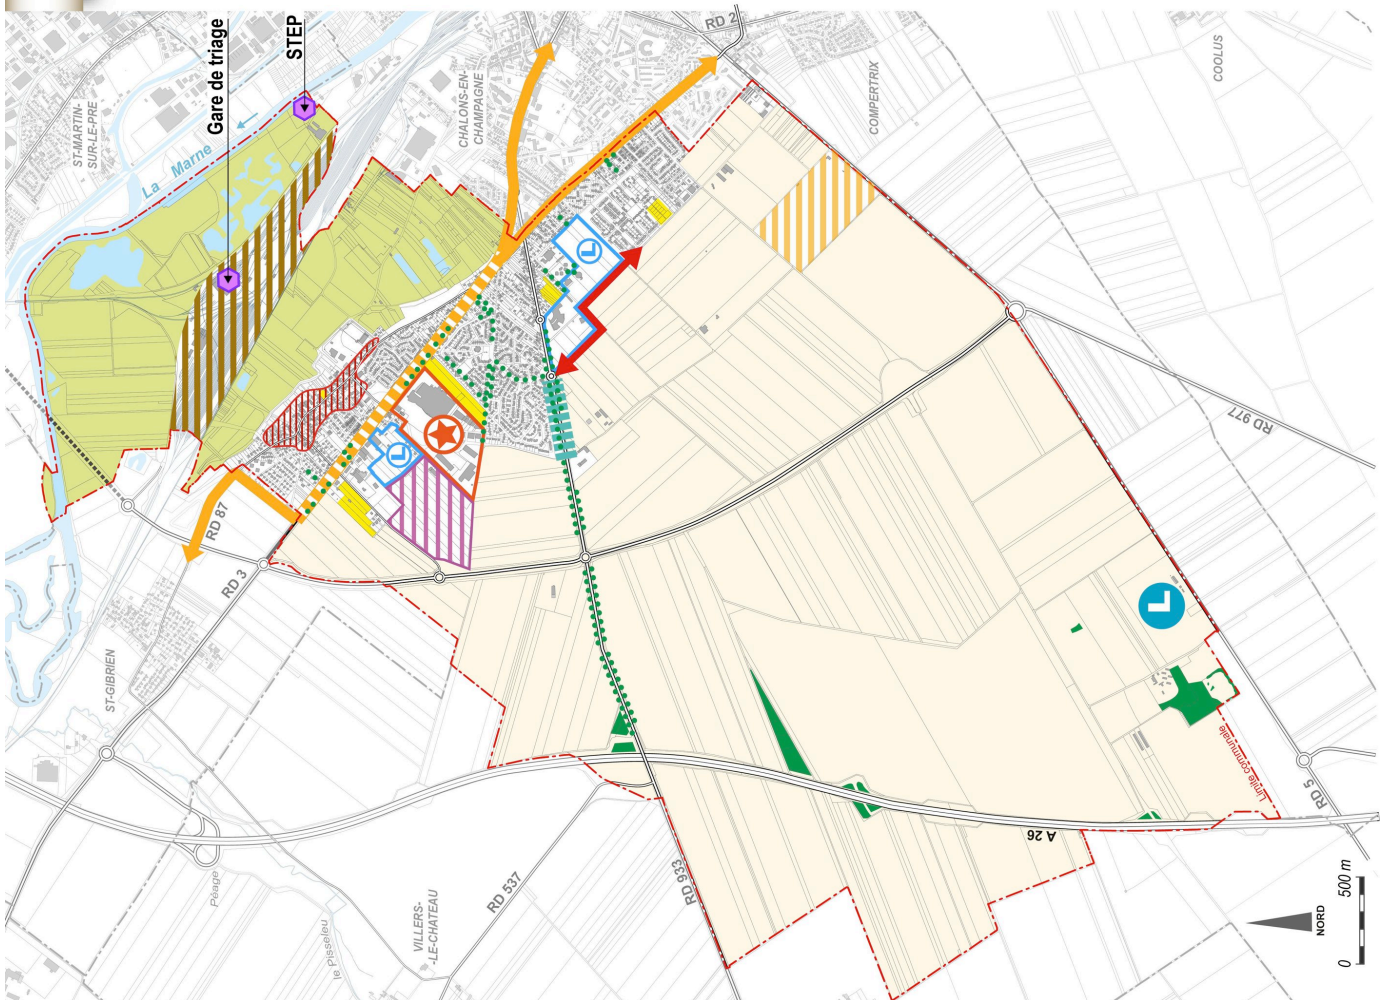 Gare de triage
STEP
RD 2
ST-MARTIN-
SUR-LE-PRE
CHALONS-EN-
CHAMPAGNE
COOLUS
COMPERTRIX
La Marne
RD 977
RD 87
RD 3
ST-GIBRIEN
Limite communale
RD 5
A 26
Péage
RD 933
RD 537
VILLERS-
-LE-CHATEAU
le Pisseleu
NORD
0
500 m